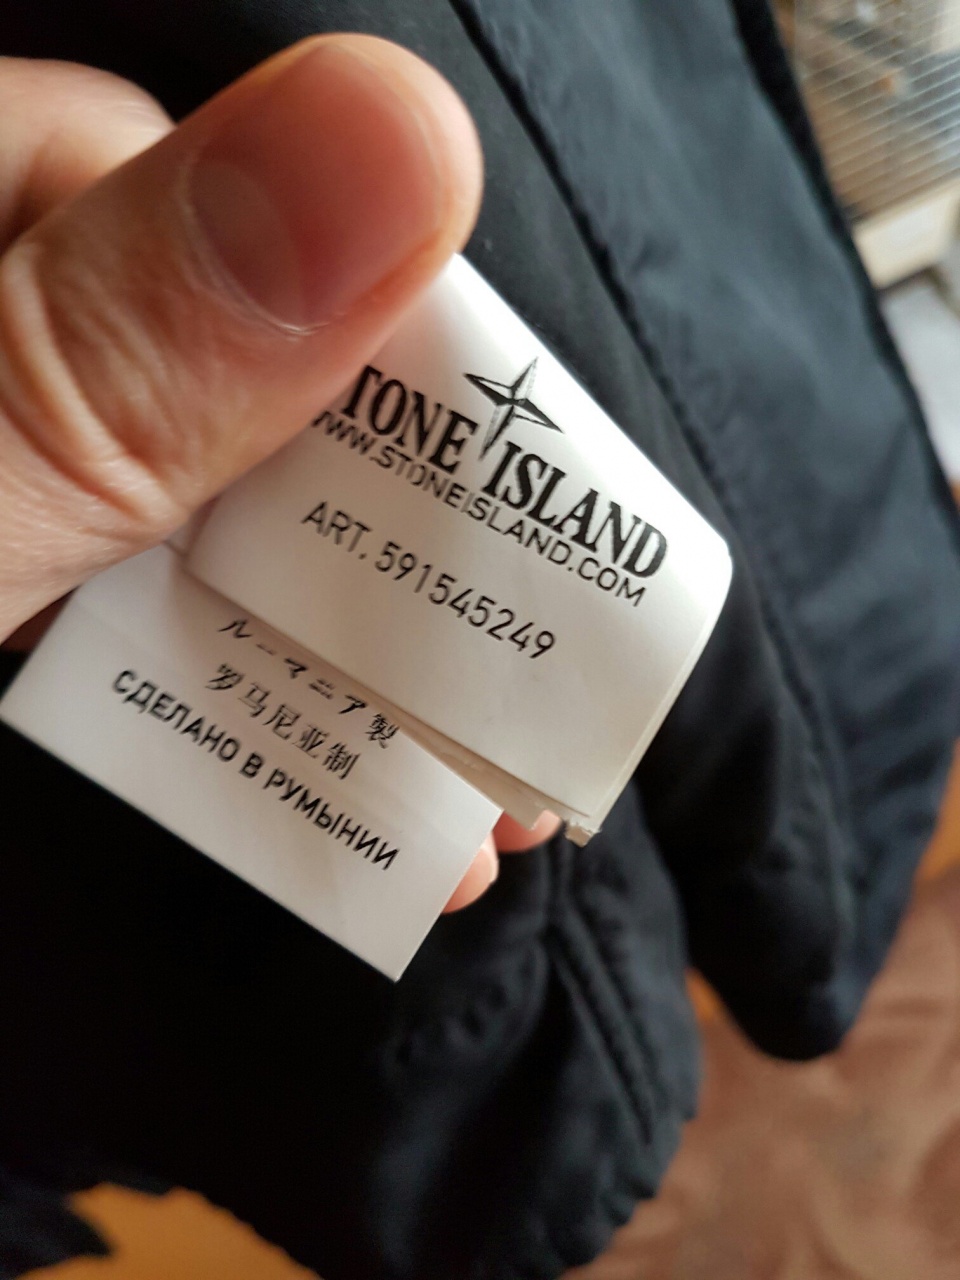 STONE ISLAND
WWW.STONEISLAND.COM
ART. 591545249
ルーマニア製
罗马尼亚制
СДЕЛАНО В РУМЫНИИ